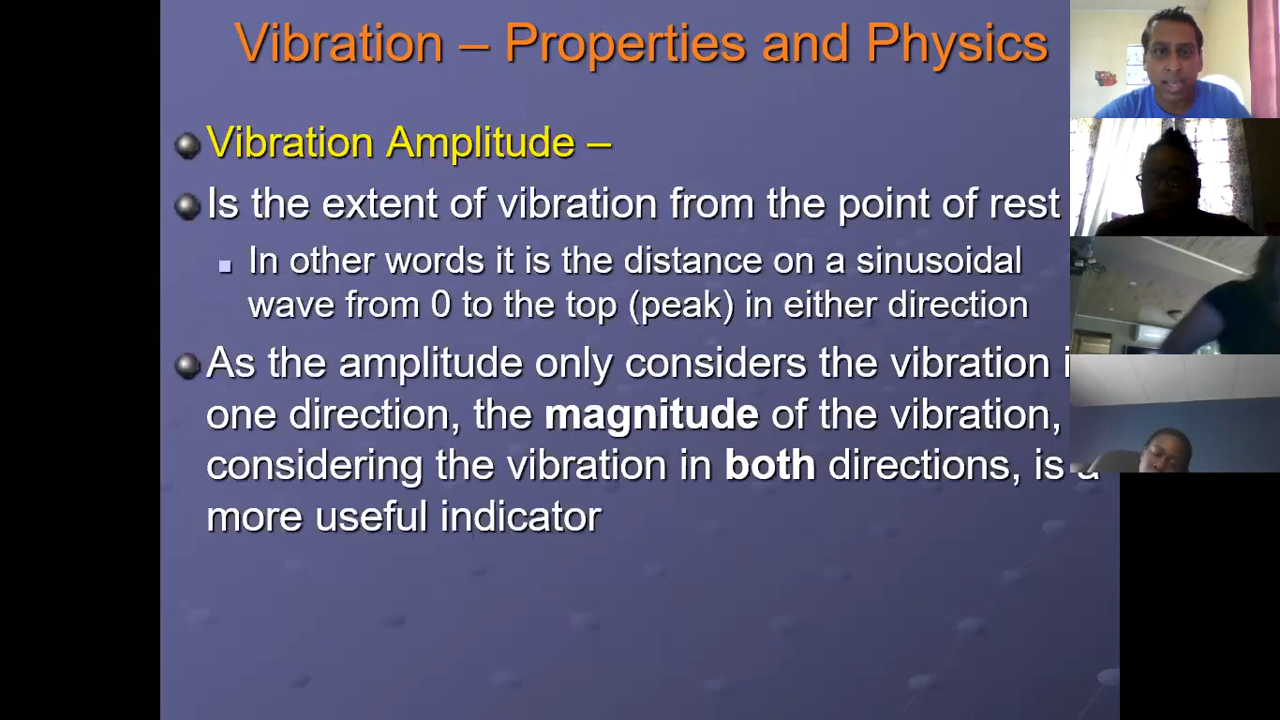 Vibration – Properties and Physics
Vibration Amplitude –
Is the extent of vibration from the point of rest
In other words it is the distance on a sinusoidal
wave from 0 to the top (peak) in either direction
As the amplitude only considers the vibration
one direction, the magnitude of the vibration,
considering the vibration in both directions, is a
more useful indicator